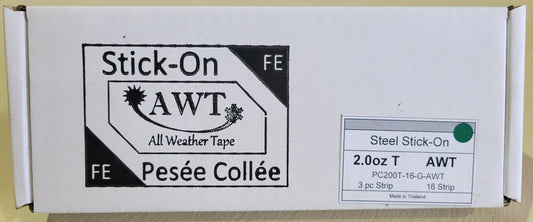 Stick-On
FE
AWT
All Weather Tape
FE
Pesée Collée
Steel Stick-On
2.0oz T AWT
PC200T-16-G-AWT
3 pc Strip 16 Strip
Made in Thailand